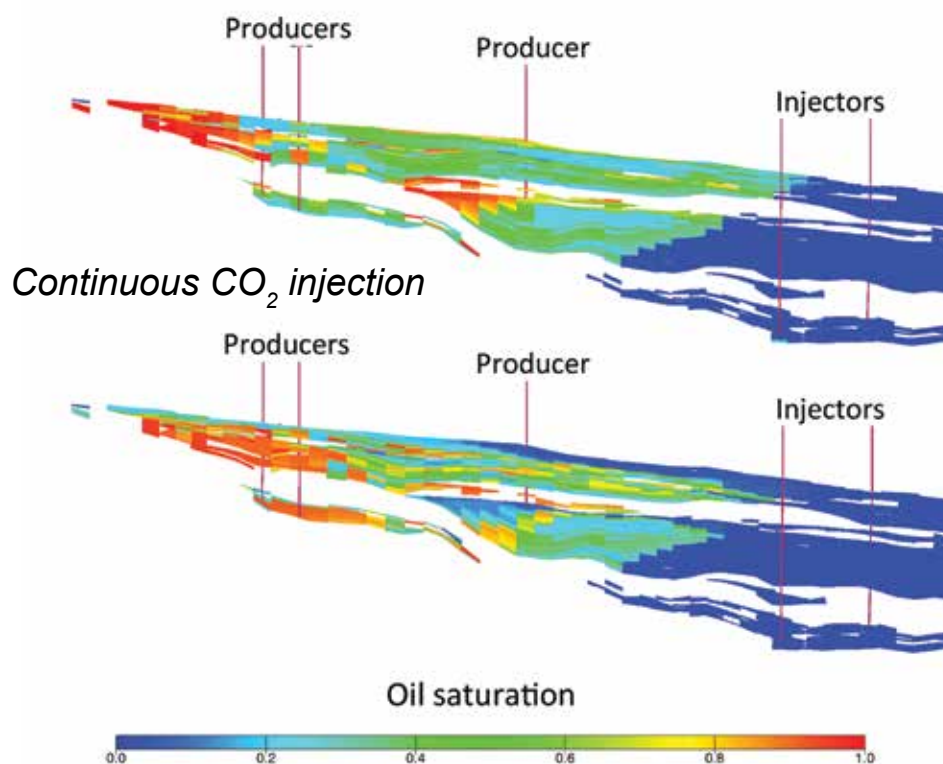 Producers
Producer
Injectors
Continuous CO₂ injection
Producers
Producer
Injectors
Oil saturation
0.0 0.2 0.4 0.6 0.8 1.0